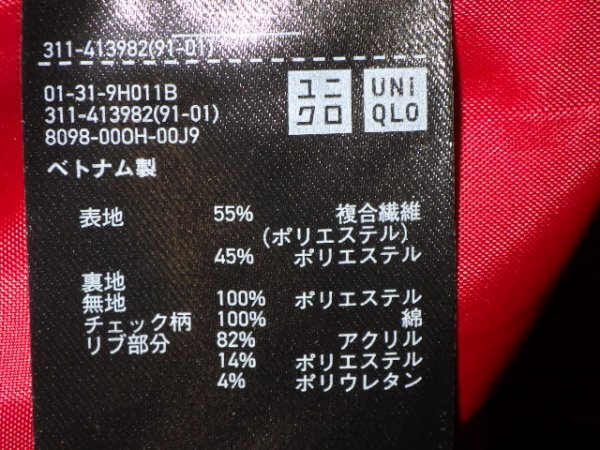 311-413982(91-01)
01-31-9H011B
311-413982(91-01)
8098-000H-00J9
ユニクロ
UNIQLO
ベトナム製
表地 55% 複合繊維
(ポリエステル)
45% ポリエステル
裏地
無地 100% ポリエステル
チェック柄 100% 綿
リブ部分 82% アクリル
14% ポリエステル
4% ポリウレタン